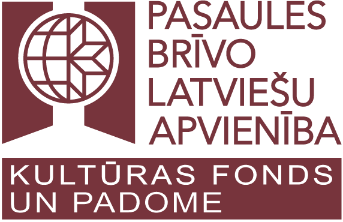 PASAULES
BRĪVO
LATVIEŠU
APVIENĪBA
KULTŪRAS FONDS
UN PADOME